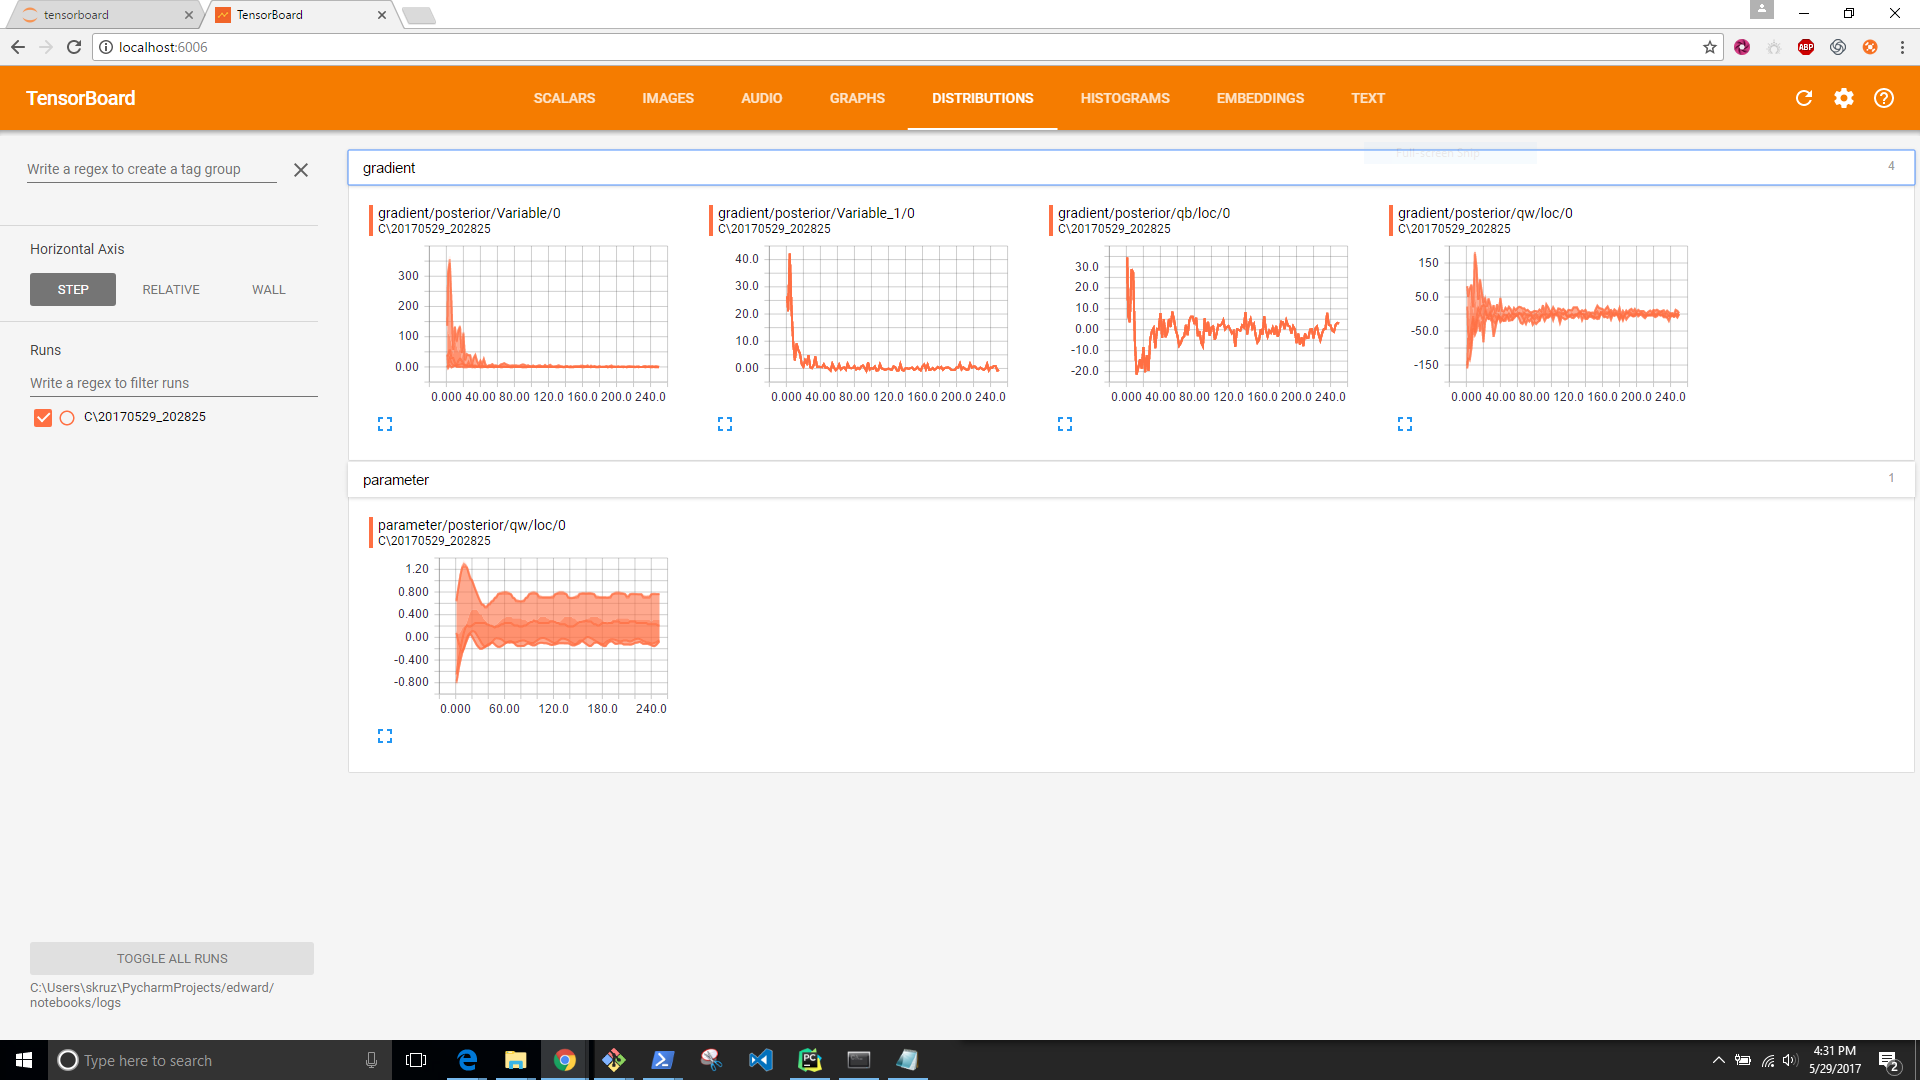 tensorboard
TensorBoard
localhost:6006
ABP
TensorBoard
SCALARS IMAGES AUDIO GRAPHS DISTRIBUTIONS HISTOGRAMS EMBEDDINGS TEXT
Write a regex to create a tag group
Horizontal Axis
STEP RELATIVE WALL
Runs
Write a regex to filter runs
C\20170529_202825
TOGGLE ALL RUNS
C:\Users\skruz\PycharmProjects/edward/
notebooks/logs
Full-screen Snip
gradient 4
gradient/posterior/Variable/0
C\20170529_202825
300
200
100
0.00
0.000 40.00 80.00 120.0 160.0 200.0 240.0
gradient/posterior/Variable_1/0
C\20170529_202825
40.0
30.0
20.0
10.0
0.00
0.000 40.00 80.00 120.0 160.0 200.0 240.0
gradient/posterior/qb/loc/0
C\20170529_202825
30.0
20.0
10.0
0.00
-10.0
-20.0
0.000 40.00 80.00 120.0 160.0 200.0 240.0
gradient/posterior/qw/loc/0
C\20170529_202825
150
50.0
-50.0
-150
0.000 40.00 80.00 120.0 160.0 200.0 240.0
parameter 1
parameter/posterior/qw/loc/0
C\20170529_202825
1.20
0.800
0.400
0.00
-0.400
-0.800
0.000 60.00 120.0 180.0 240.0
Type here to search
PC
4:31 PM
5/29/2017
2